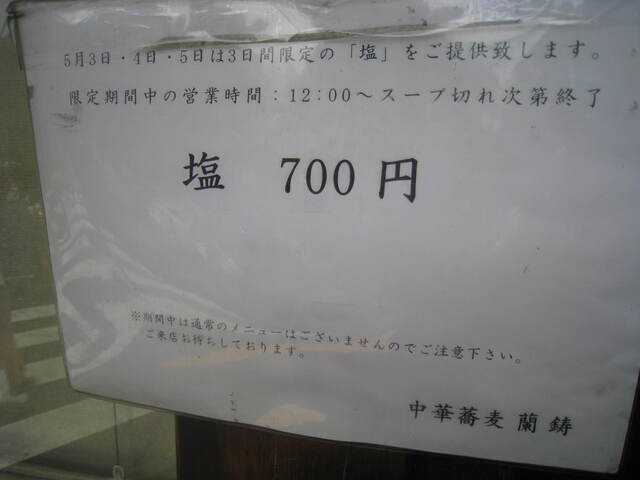 5月3日・4日・5日は3日間限定の「塩」をご提供致します。
限定期間中の営業時間：12:00～スープ切れ次第終了
塩　700円
※期間中は通常のメニューはございませんのでご注意下さい。
ご来店お待ちしております。
中華蕎麦 蘭鋳